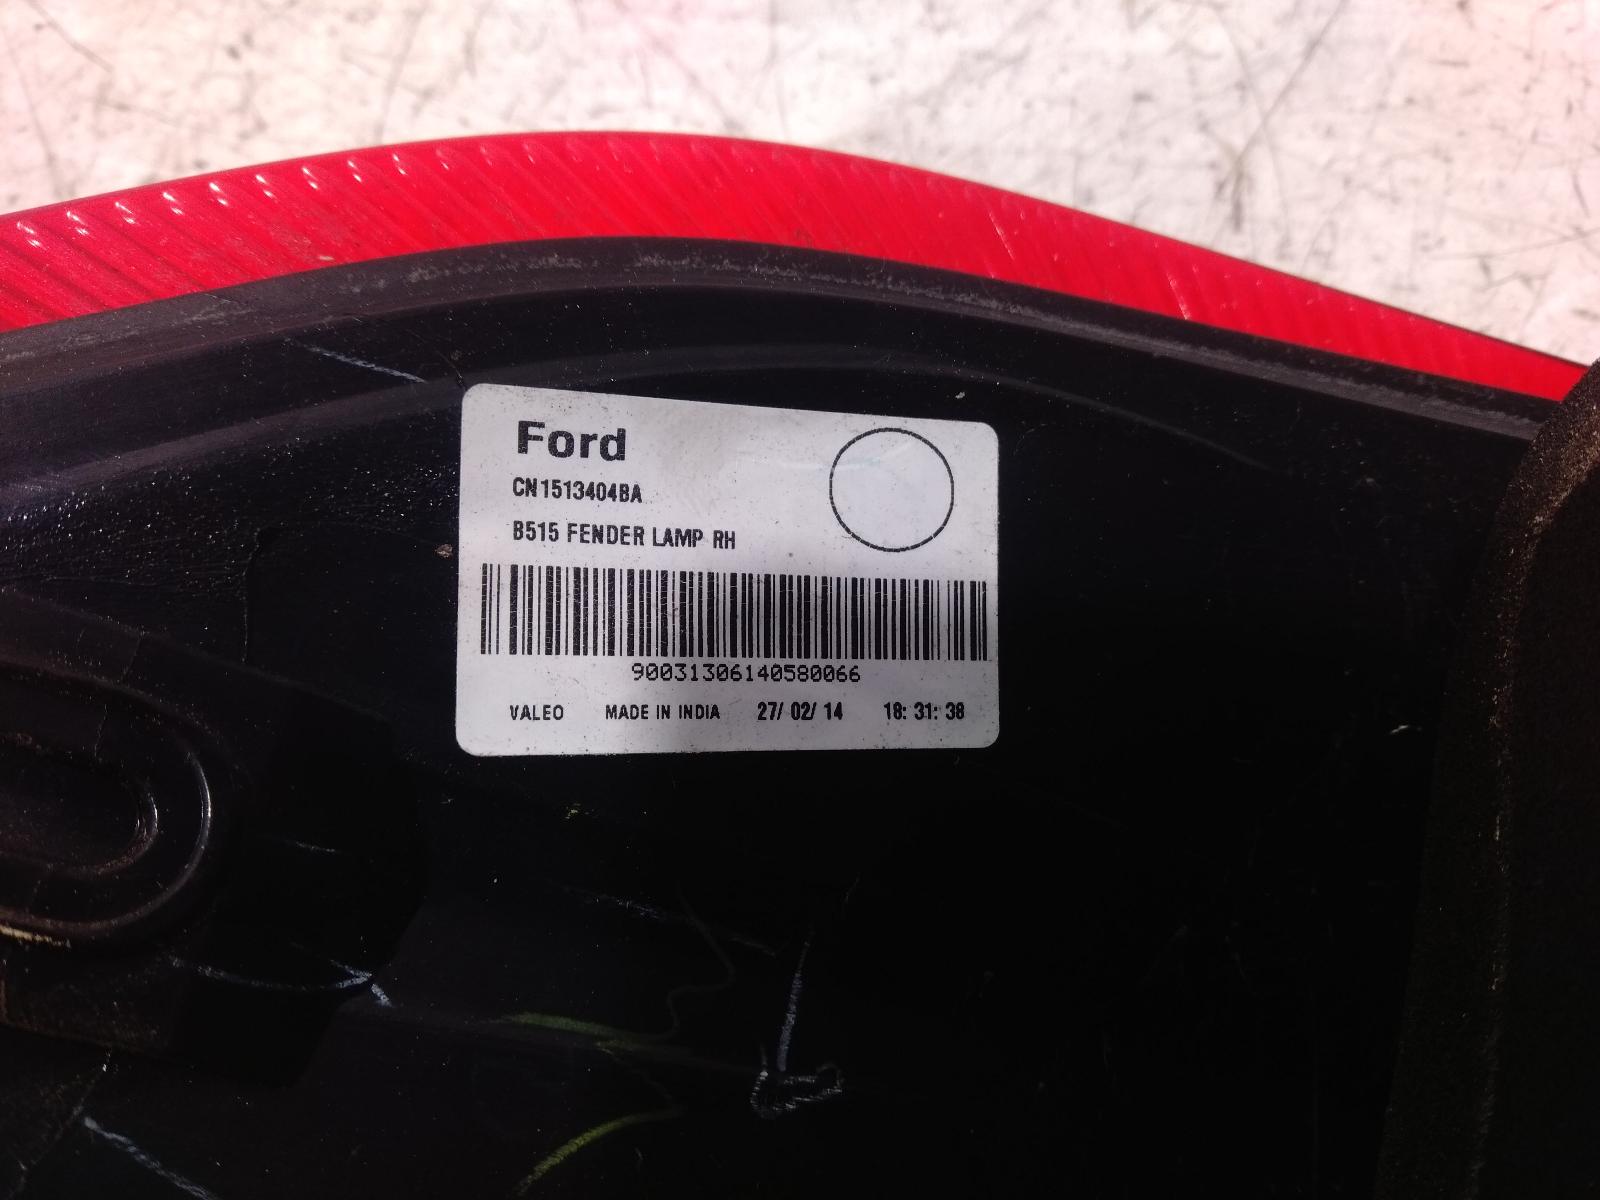 Ford
CN1513404BA
B515 FENDER LAMP RH
90031306140580066
VALEO MADE IN INDIA 27/ 02/ 14 18: 31: 38